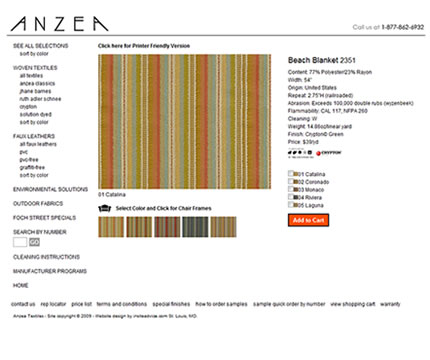 ANZEA
Call us at 1-877-862-6932
SEE ALL SELECTIONS
sort by color
WOVEN TEXTILES
all textiles
anzea classics
jhane barnes
ruth adler schnee
crypton
solution dyed
sort by color
FAUX LEATHERS
all faux leathers
pvc
pvc-free
graffiti-free
sort by color
ENVIRONMENTAL SOLUTIONS
OUTDOOR FABRICS
FOCH STREET SPECIALS
SEARCH BY NUMBER
GO
CLEANING INSTRUCTIONS
MANUFACTURER PROGRAMS
HOME
Click here for Printer Friendly Version
01 Catalina
Select Color and Click for Chair Frames
Beach Blanket 2351
Content: 77% Polyester/23% Rayon
Width: 54"
Origin: United States
Repeat: 2.75"H (railroaded)
Abrasion: Exceeds 100,000 double rubs (wyzenbeek)
Flammability: CAL 117, NFPA 260
Cleaning: W
Weight: 14.86oz/linear yard
Finish: Crypton® Green
Price: $39/yd
CRYPTON
01 Catalina
02 Coronado
03 Monaco
04 Riviera
05 Laguna
Add to Cart
contact us rep locator price list terms and conditions special finishes how to order samples sample quick order by number view shopping cart warranty
Anzea Textiles - Site copyright © 2009 - Website design by